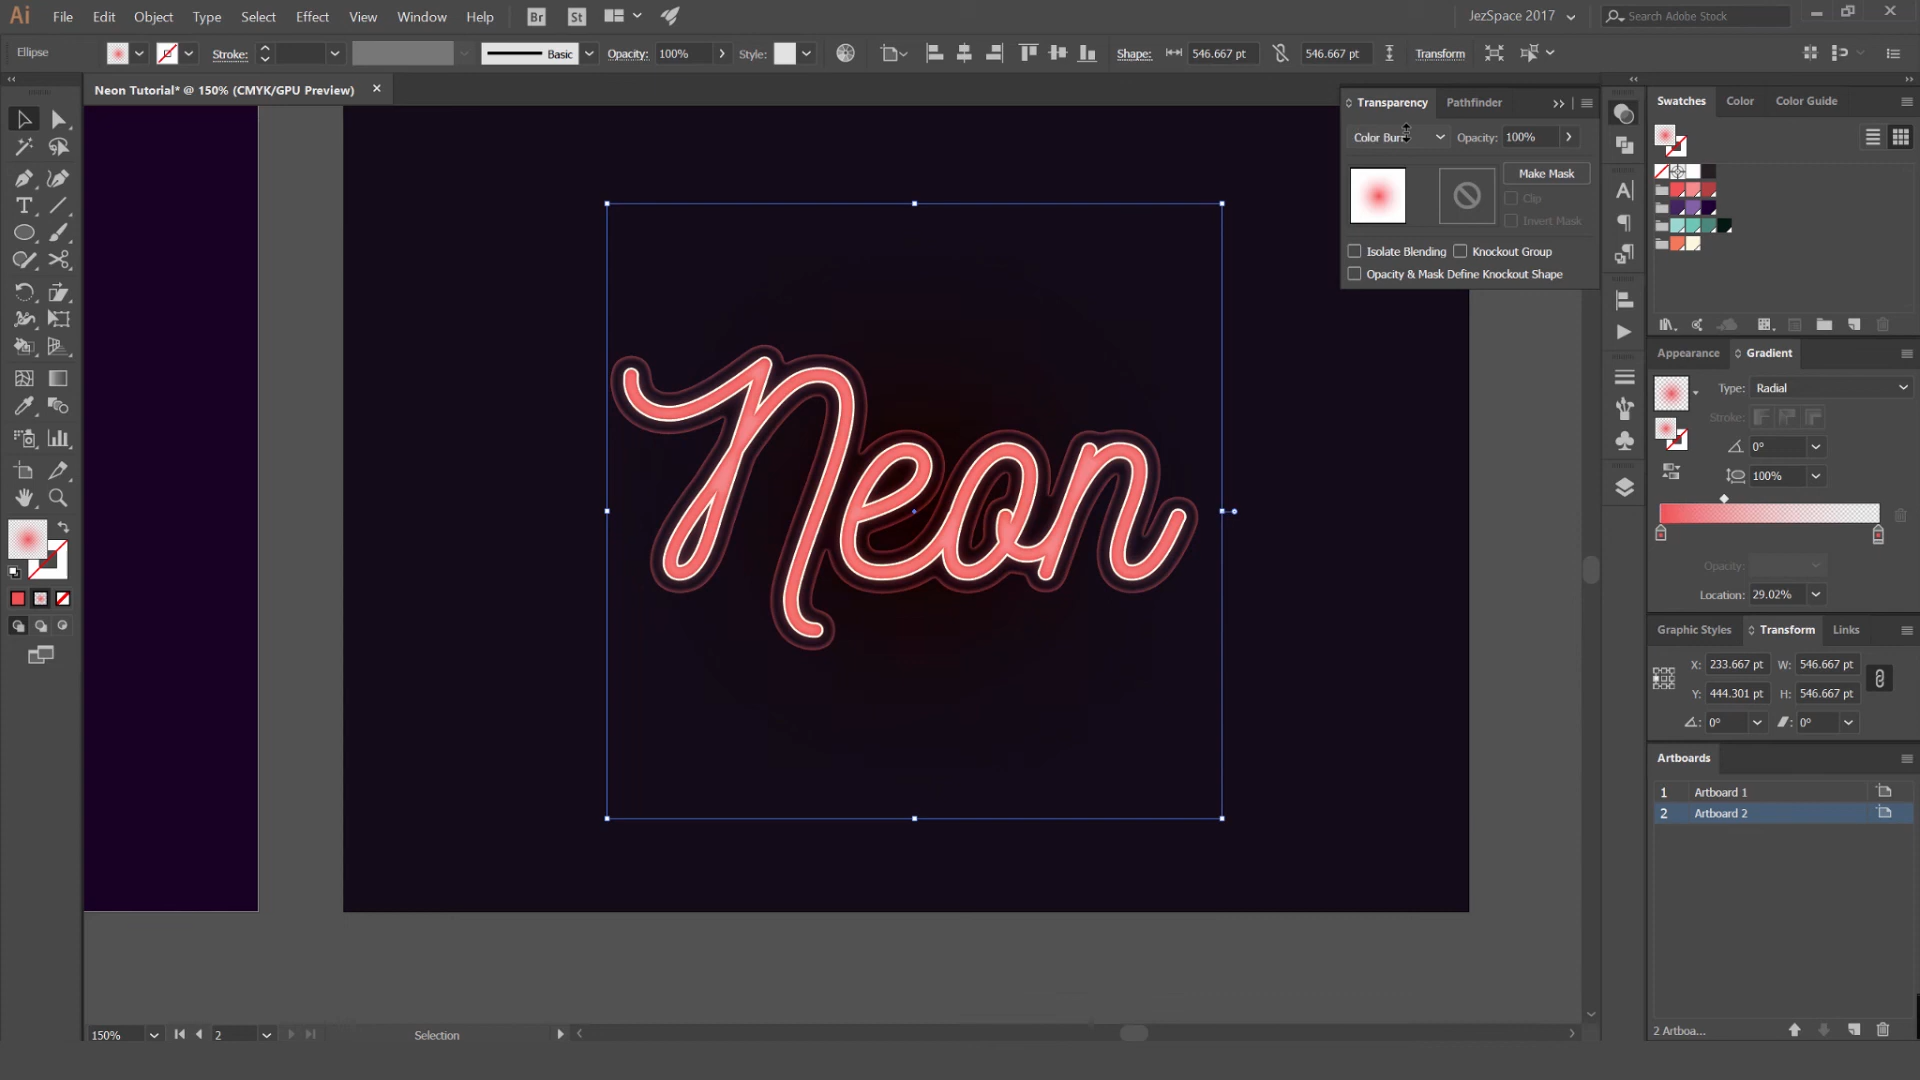 Ai File Edit Object Type Select Effect View Window Help Br St JezSpace 2017 Search Adobe Stock
Ellipse Stroke: Basic Opacity: 100% Style: Shape: 546.667 pt 546.667 pt Transform
Neon Tutorial* @ 150% (CMYK/GPU Preview)
Transparency Pathfinder
Color Burn Opacity: 100%
Make Mask
Clip
Invert Mask
Isolate Blending Knockout Group
Opacity & Mask Define Knockout Shape
Neon
Swatches Color Color Guide
Appearance Gradient
Type: Radial
Stroke:
0°
100%
Opacity:
Location: 29.02%
Graphic Styles Transform Links
X: 233.667 pt W: 546.667 pt
Y: 444.301 pt H: 546.667 pt
0° 0°
Artboards
1 Artboard 1
2 Artboard 2
2 Artboa...
150% 2 Selection